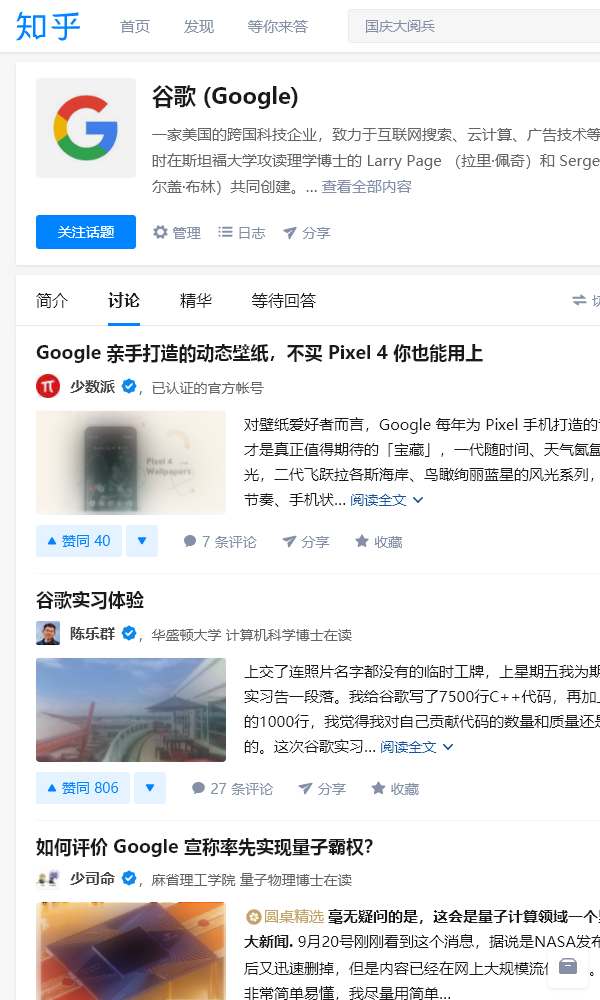 知乎 首页 发现 等你来答 国庆大阅兵
谷歌 (Google)
一家美国的跨国科技企业，致力于互联网搜索、云计算、广告技术等
时在斯坦福大学攻读理学博士的 Larry Page （拉里·佩奇）和 Serge
尔盖·布林）共同创建。... 查看全部内容
关注话题 管理 日志 分享
简介 讨论 精华 等待回答
Google 亲手打造的动态壁纸，不买 Pixel 4 你也能用上
少数派 ，已认证的官方帐号
Pixel 4
Wallpapers
对壁纸爱好者而言，Google 每年为 Pixel 手机打造的
才是真正值得期待的「宝藏」，一代随时间、天气氤氲
光，二代飞跃拉各斯海岸、鸟瞰绚丽蓝星的风光系列，
节奏、手机状... 阅读全文
赞同 40 7 条评论 分享 收藏
谷歌实习体验
陈乐群 ，华盛顿大学 计算机科学博士在读
上交了连照片名字都没有的临时工牌，上星期五我为期
实习告一段落。我给谷歌写了7500行C++代码，再加上
的1000行，我觉得我对自己贡献代码的数量和质量还是
的。这次谷歌实习... 阅读全文
赞同 806 27 条评论 分享 收藏
如何评价 Google 宣称率先实现量子霸权？
少司命 ，麻省理工学院 量子物理博士在读
圆桌精选 毫无疑问的是，这会是量子计算领域一个
大新闻. 9月20号刚刚看到这个消息，据说是NASA发布
后又迅速删掉，但是内容已经在网上大规模流传 。
非常简单易懂，我尽量用简单...